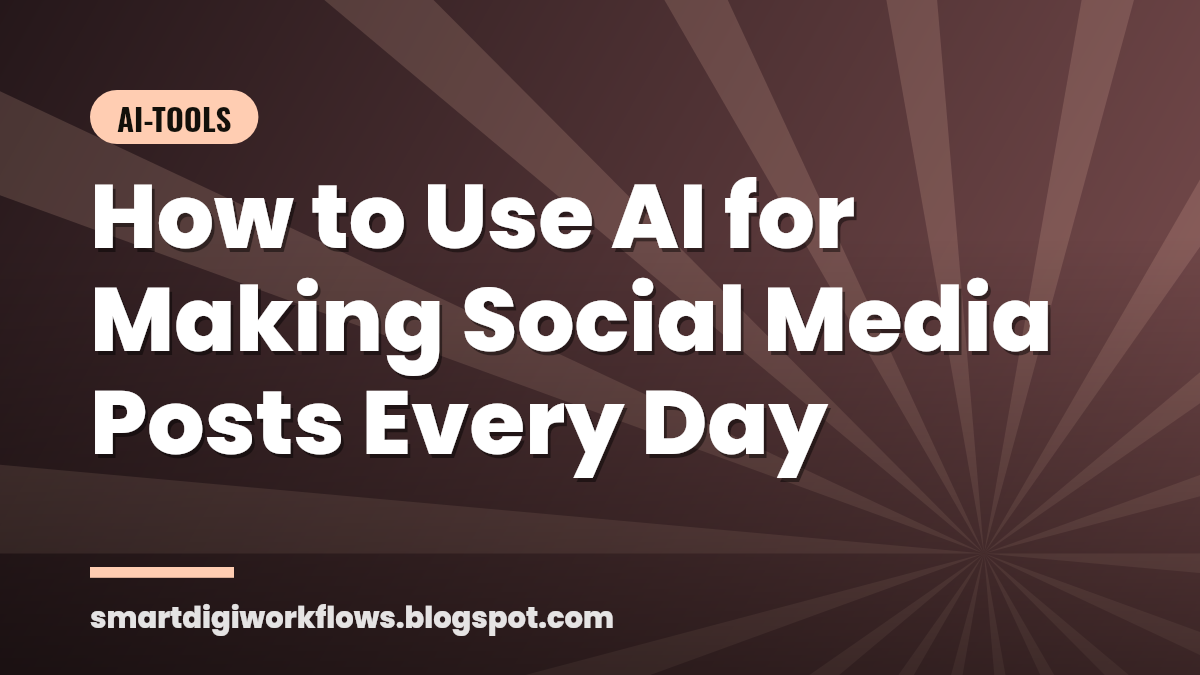 AI-TOOLS
How to Use AI for
Making Social Media
Posts Every Day
smartdigiworkflows.blogspot.com